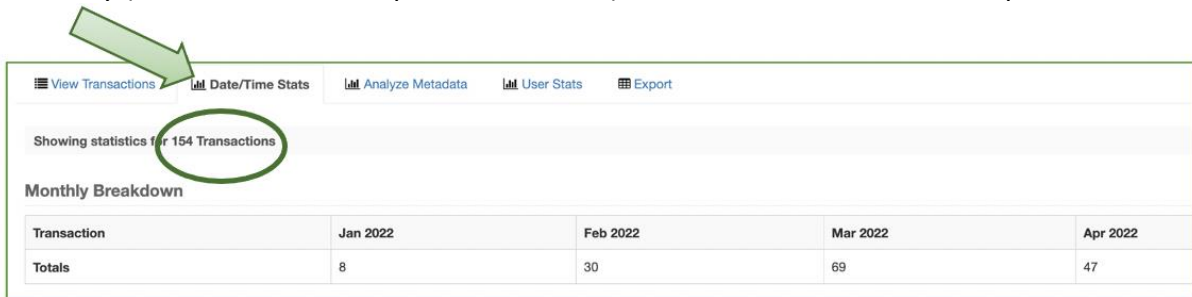 View Transactions Date/Time Stats Analyze Metadata User Stats Export
Showing statistics for 154 Transactions
Monthly Breakdown
Transaction Jan 2022 Feb 2022 Mar 2022 Apr 2022
Totals 8 30 69 47